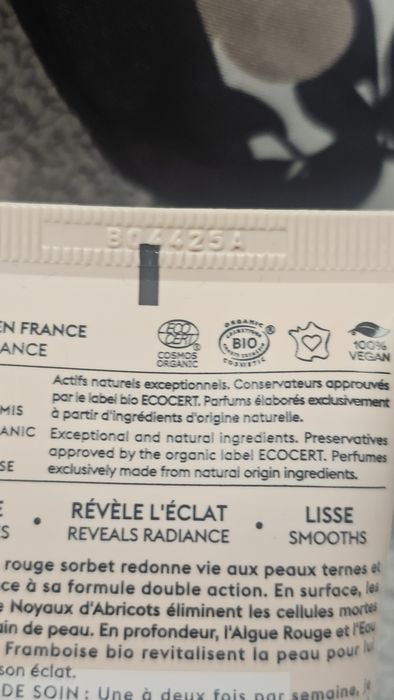 B04425A
EN FRANCE
ANCE
ECO
CERT
®
COSMOS
ORGANIC
ORGANIC
BIO
®
COSMETIC
100%
VEGAN
Actifs naturels exceptionnels. Conservateurs approuvés
par le label bio ECOCERT. Parfums élaborés exclusivement
MIS à partir d'ingrédients d'origine naturelle.
ANIC Exceptional and natural ingredients. Preservatives
approved by the organic label ECOCERT. Perfumes
SE exclusively made from natural origin ingredients.
E • RÉVÈLE L'ÉCLAT • LISSE
S REVEALS RADIANCE SMOOTHS
rouge sorbet redonne vie aux peaux ternes et
ce à sa formule double action. En surface, les
Noyaux d'Abricots éliminent les cellules mortes
ain de peau. En profondeur, l'Algue Rouge et l'Eau
Framboise bio revitalisent la peau pour lui
son éclat.
DE SOIN : Une à deux fois par semaine,